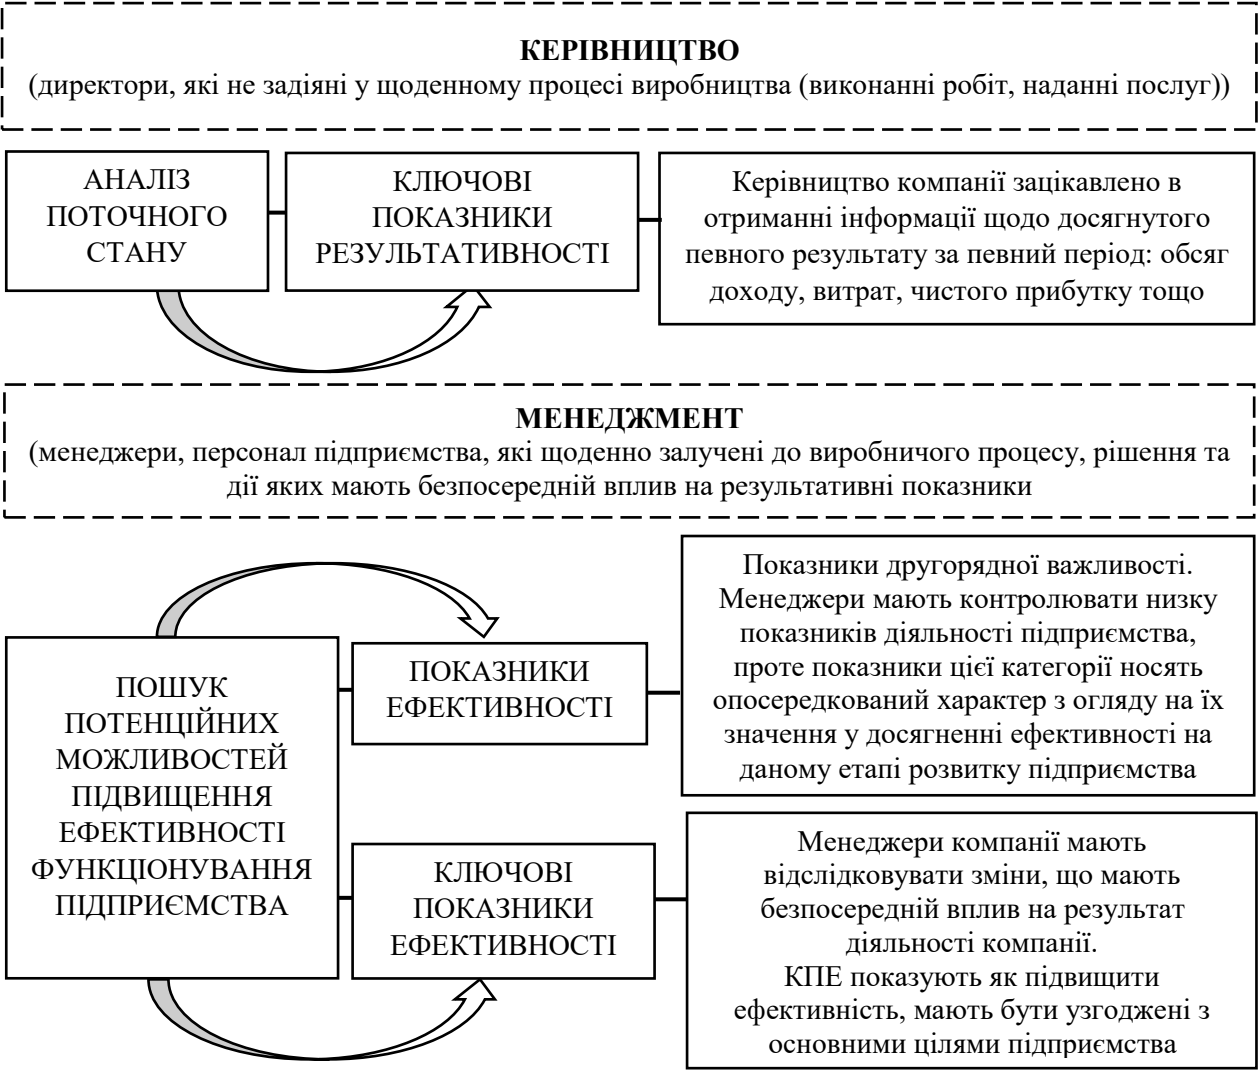 КЕРІВНИЦТВО
(директори, які не задіяні у щоденному процесі виробництва (виконанні робіт, наданні послуг))
АНАЛІЗ
ПОТОЧНОГО
СТАНУ
КЛЮЧОВІ
ПОКАЗНИКИ
РЕЗУЛЬТАТИВНОСТІ
Керівництво компанії зацікавлено в
отриманні інформації щодо досягнутого
певного результату за певний період: обсяг
доходу, витрат, чистого прибутку тощо
МЕНЕДЖМЕНТ
(менеджери, персонал підприємства, які щоденно залучені до виробничого процесу, рішення та
дії яких мають безпосередній вплив на результативні показники
ПОШУК
ПОТЕНЦІЙНИХ
МОЖЛИВОСТЕЙ
ПІДВИЩЕННЯ
ЕФЕКТИВНОСТІ
ФУНКЦІОНУВАННЯ
ПІДПРИЄМСТВА
ПОКАЗНИКИ
ЕФЕКТИВНОСТІ
Показники другорядної важливості.
Менеджери мають контролювати низку
показників діяльності підприємства,
проте показники цієї категорії носять
опосередкований характер з огляду на їх
значення у досягненні ефективності на
даному етапі розвитку підприємства
КЛЮЧОВІ
ПОКАЗНИКИ
ЕФЕКТИВНОСТІ
Менеджери компанії мають
відслідковувати зміни, що мають
безпосередній вплив на результат
діяльності компанії.
КПЕ показують як підвищити
ефективність, мають бути узгоджені з
основними цілями підприємства